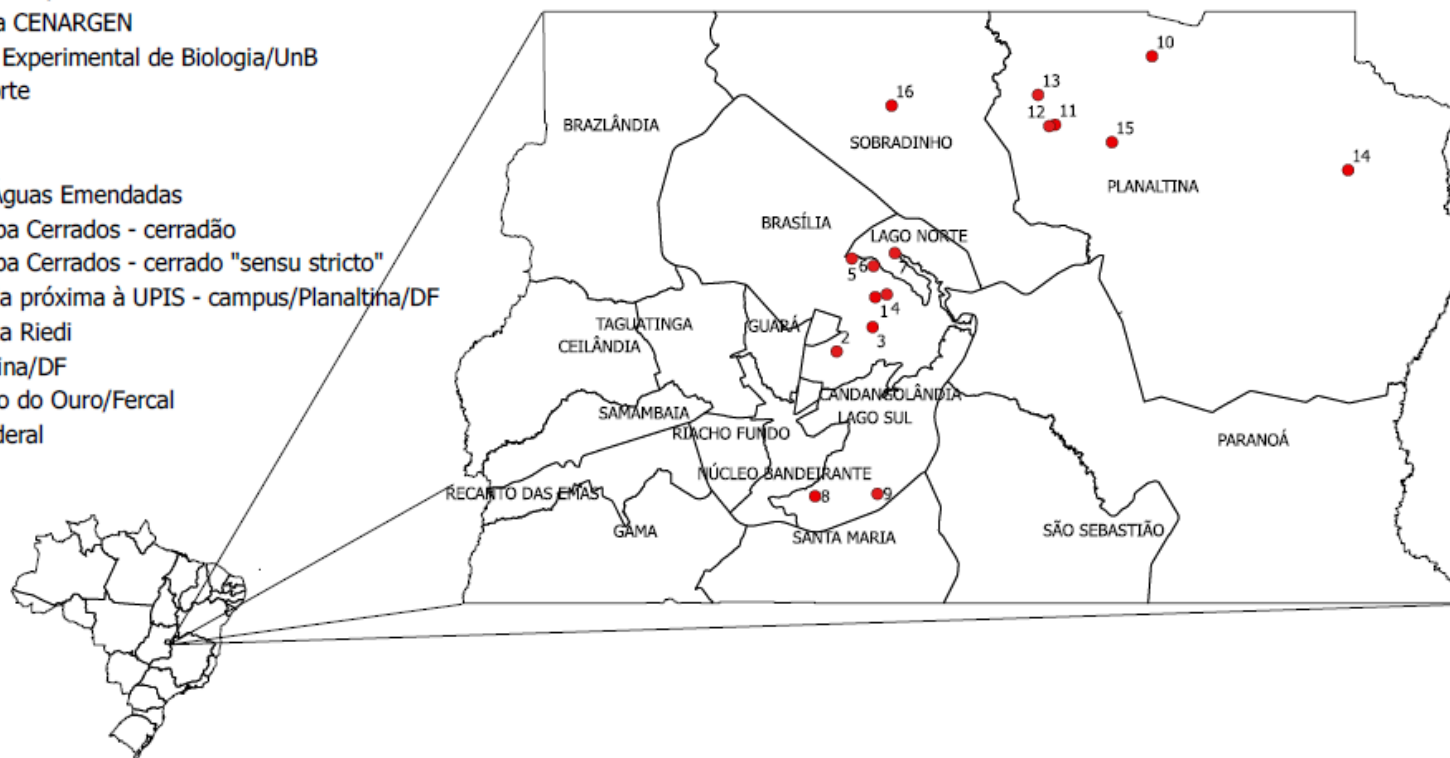 a CENARGEN
Experimental de Biologia/UnB
rte
Águas Emendadas
pa Cerrados - cerradão
pa Cerrados - cerrado "sensu stricto"
a próxima à UPIS - campus/Planaltina/DF
a Riedi
ina/DF
o do Ouro/Fercal
deral
10
13
16
12 11
BRAZLÂNDIA
SOBRADINHO
15
14
PLANALTINA
BRASÍLIA
LAGO NORTE
5 6 7
1 4
TAGUATINGA
GUARÁ
3
CEILÂNDIA
2
CANDANGOLÂNDIA
SAMAMBAIA
LAGO SUL
RIACHO FUNDO
PARANOÁ
NÚCLEO BANDEIRANTE
RECANTO DAS EMAS
8 9
GAMA
SANTA MARIA
SÃO SEBASTIÃO